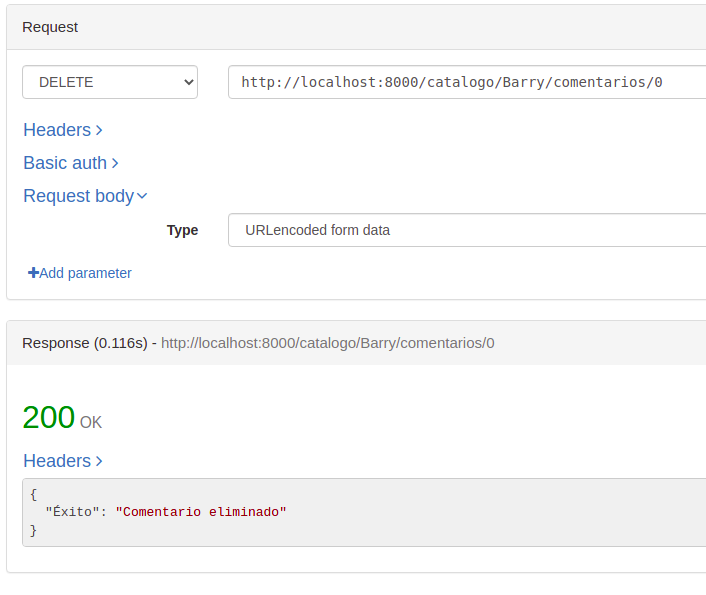 Request
DELETE http://localhost:8000/catalogo/Barry/comentarios/0
Headers
Basic auth
Request body
Type URLencoded form data
+Add parameter
Response (0.116s) - http://localhost:8000/catalogo/Barry/comentarios/0
200 OK
Headers
{
  "Éxito": "Comentario eliminado"
}